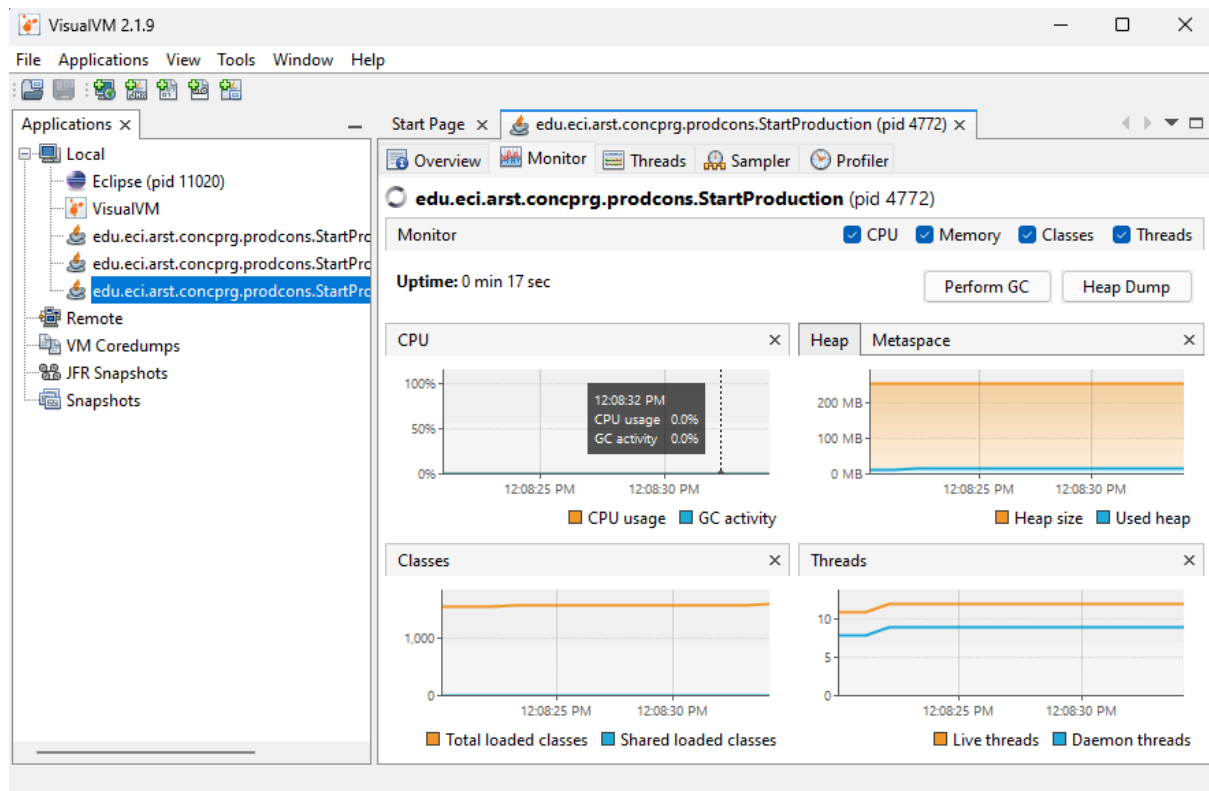 VisualVM 2.1.9
File Applications View Tools Window Help
Applications
Local
Eclipse (pid 11020)
VisualVM
edu.eci.arst.concprg.prodcons.StartPro
edu.eci.arst.concprg.prodcons.StartPro
edu.eci.arst.concprg.prodcons.StartPro
Remote
VM Coredumps
JFR Snapshots
Snapshots
Start Page edu.eci.arst.concprg.prodcons.StartProduction (pid 4772)
Overview Monitor Threads Sampler Profiler
edu.eci.arst.concprg.prodcons.StartProduction (pid 4772)
Monitor CPU Memory Classes Threads
Uptime: 0 min 17 sec Perform GC Heap Dump
CPU
100%
50%
0%
12:08:32 PM
CPU usage 0.0%
GC activity 0.0%
12:08:25 PM 12:08:30 PM
CPU usage GC activity
Heap Metaspace
200 MB
100 MB
0 MB
12:08:25 PM 12:08:30 PM
Heap size Used heap
Classes
1,000
0
12:08:25 PM 12:08:30 PM
Total loaded classes Shared loaded classes
Threads
10
5
0
12:08:25 PM 12:08:30 PM
Live threads Daemon threads